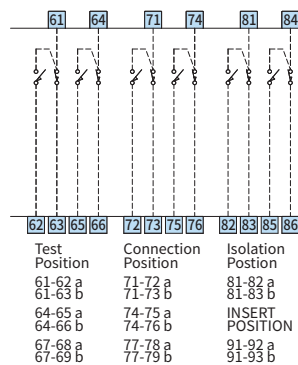 61 64 71 74 81 84
62 63 65 66 72 73 75 76 82 83 85 86
Test Position
61-62 a
61-63 b
64-65 a
64-66 b
67-68 a
67-69 b
Connection Position
71-72 a
71-73 b
74-75 a
74-76 b
77-78 a
77-79 b
Isolation Postion
81-82 a
81-83 b
INSERT
POSITION
91-92 a
91-93 b